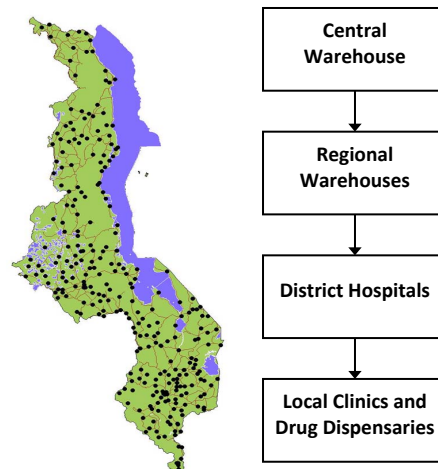 Central
Warehouse
Regional
Warehouses
District Hospitals
Local Clinics and
Drug Dispensaries